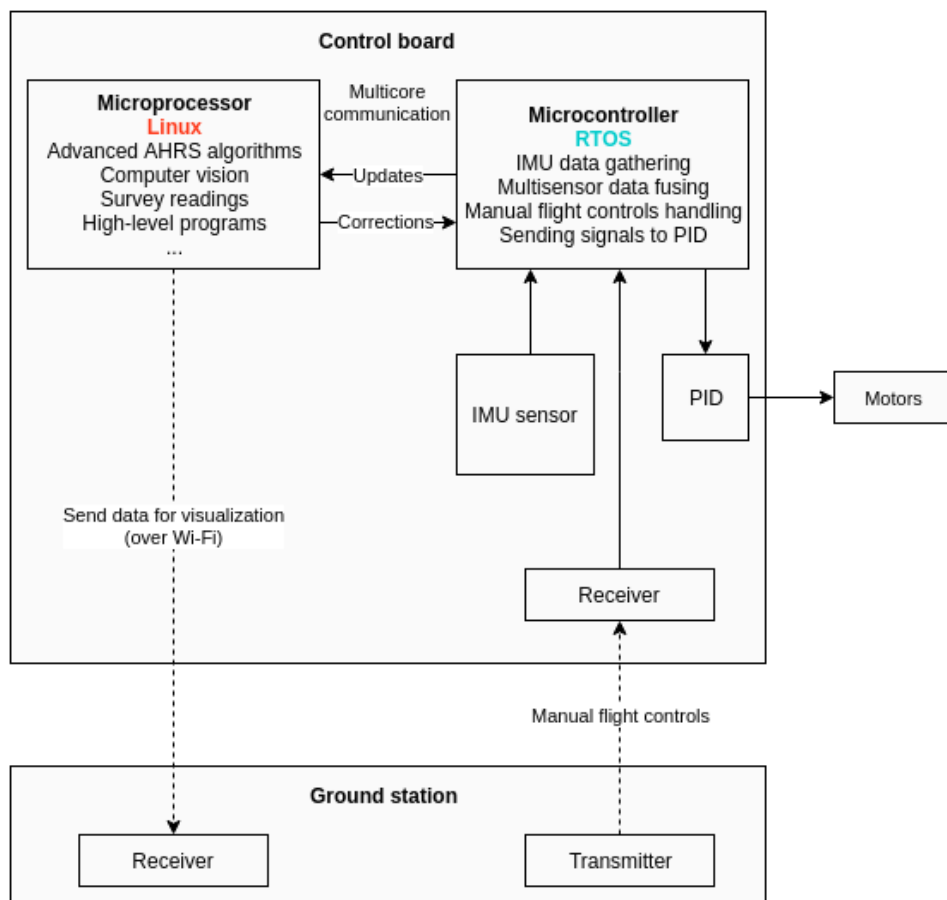 Control board
Microprocessor
Linux
Advanced AHRS algorithms
Computer vision
Survey readings
High-level programs
...
Multicore
communication
Updates
Corrections
Microcontroller
RTOS
IMU data gathering
Multisensor data fusing
Manual flight controls handling
Sending signals to PID
IMU sensor
PID
Motors
Send data for visualization
(over Wi-Fi)
Receiver
Manual flight controls
Ground station
Receiver
Transmitter